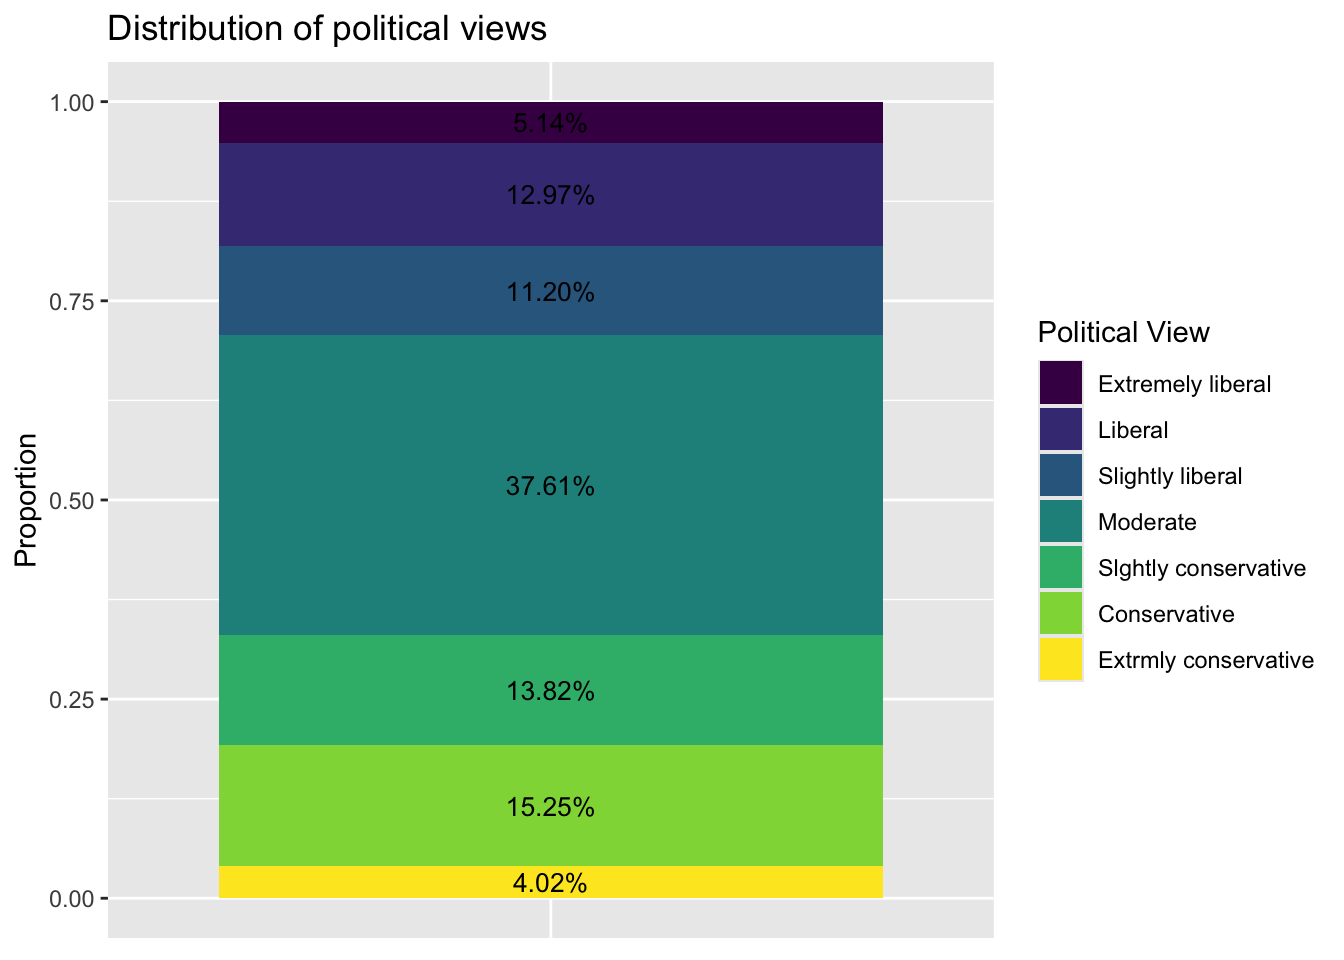 Distribution of political views
1.00
0.75
0.50
0.25
0.00
Proportion
5.14%
12.97%
11.20%
37.61%
13.82%
15.25%
4.02%
Political View
Extremely liberal
Liberal
Slightly liberal
Moderate
Slghtly conservative
Conservative
Extrmly conservative